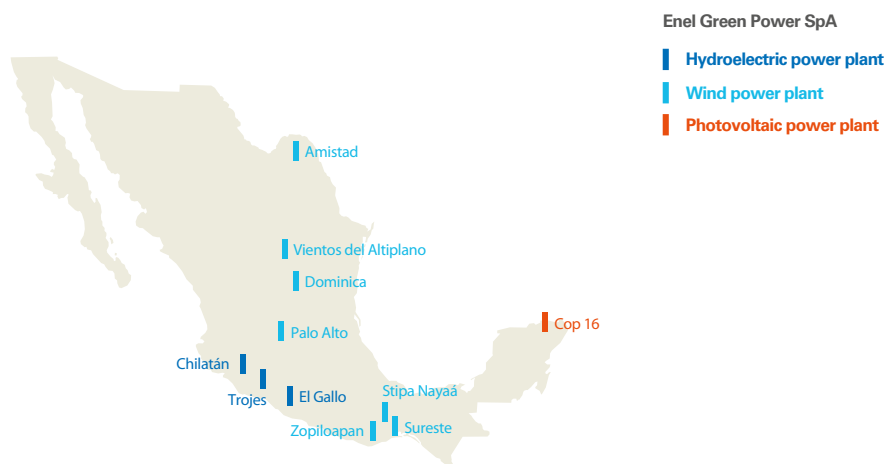 Enel Green Power SpA
Hydroelectric power plant
Wind power plant
Photovoltaic power plant
Amistad
Vientos del Altiplano
Dominica
Cop 16
Palo Alto
Chilatán
Trojes
El Gallo
Stipa Nayaá
Zopiloapan
Sureste